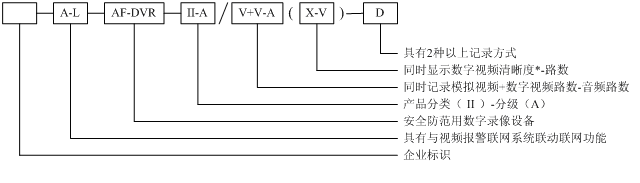 A-L AF-DVR II-A / V+V-A ( X-V ) D
具有2种以上记录方式
同时显示数字视频清晰度*-路数
同时记录模拟视频+数字视频路数-音频路数
产品分类（ II ）-分级（A）
安全防范用数字录像设备
具有与视频报警联网系统联动联网功能
企业标识